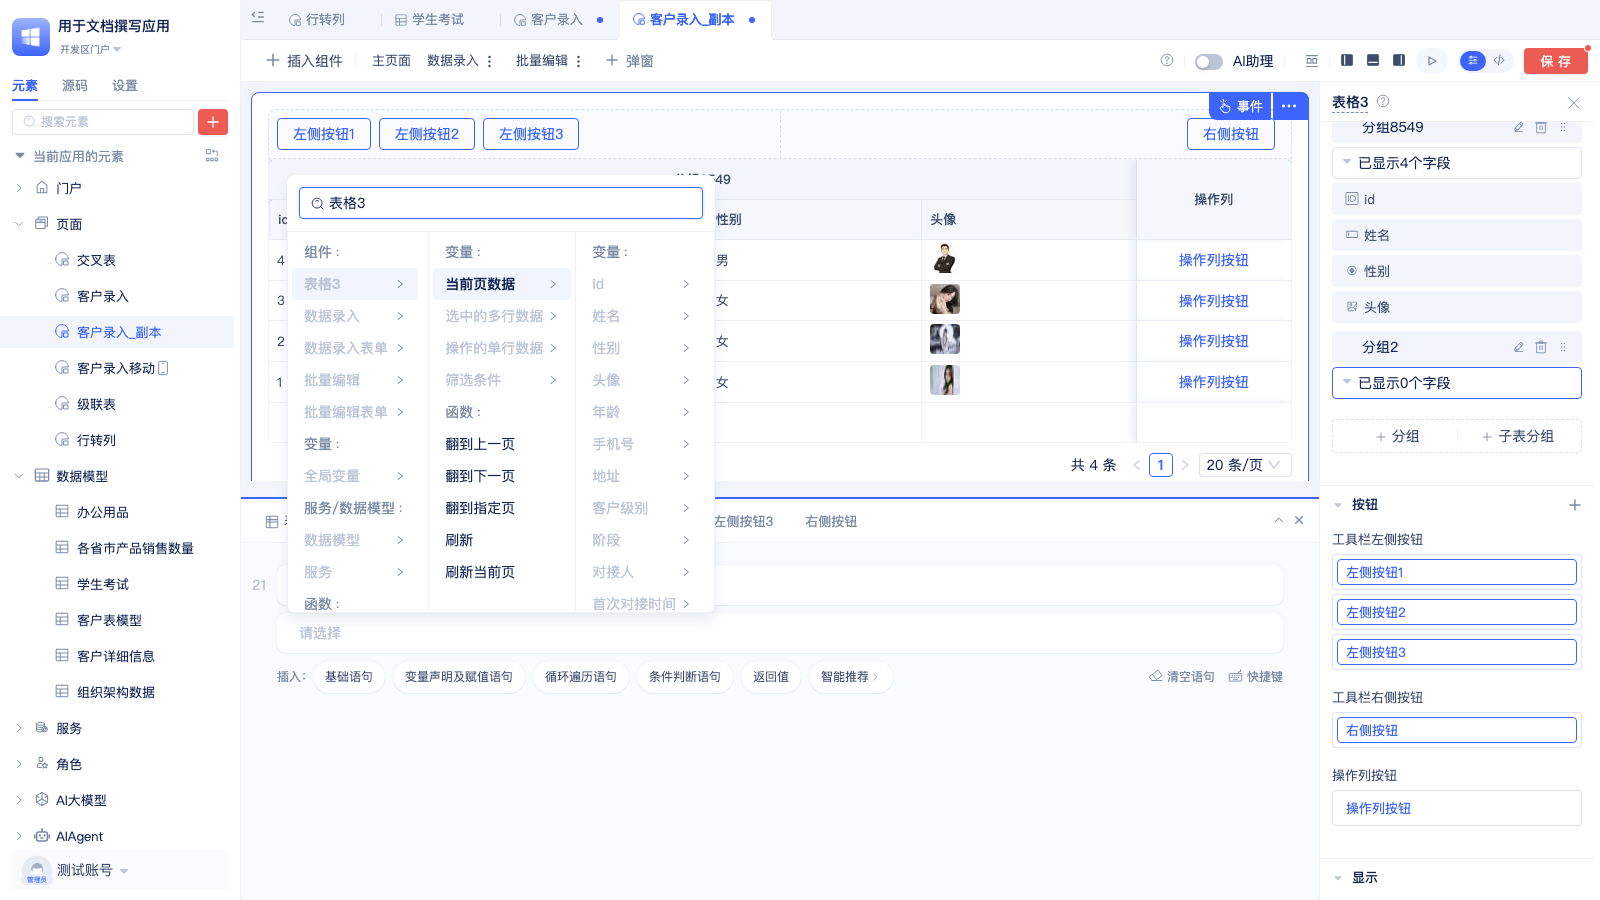 用于文档撰写应用
开发区门户
元素
源码
设置
搜索元素
当前应用的元素
门户
页面
交叉表
客户录入
客户录入_副本
客户录入移动
级联表
行转列
数据模型
办公用品
各省市产品销售数量
学生考试
客户表模型
客户详细信息
组织架构数据
服务
角色
AI大模型
AIAgent
测试账号
管理员
行转列
学生考试
客户录入
客户录入_副本
插入组件
主页面
数据录入
批量编辑
弹窗
AI助理
保 存
事件
左侧按钮1
左侧按钮2
左侧按钮3
右侧按钮
id
性别
头像
操作列
4
男
操作列按钮
3
女
操作列按钮
2
女
操作列按钮
1
女
操作列按钮
共 4 条
1
20 条/页
表格3
组件 :
表格3
数据录入
数据录入表单
批量编辑
批量编辑表单
变量 :
全局变量
服务/数据模型 :
数据模型
服务
函数 :
变量 :
当前页数据
选中的多行数据
操作的单行数据
筛选条件
函数 :
翻到上一页
翻到下一页
翻到指定页
刷新
刷新当前页
变量 :
id
姓名
性别
头像
年龄
手机号
地址
客户级别
阶段
对接人
首次对接时间
左侧按钮3
右侧按钮
21
请选择
插入:
基础语句
变量声明及赋值语句
循环遍历语句
条件判断语句
返回值
智能推荐
清空语句
快捷键
表格3
分组8549
已显示4个字段
id
姓名
性别
头像
分组2
已显示0个字段
分组
子表分组
按钮
工具栏左侧按钮
左侧按钮1
左侧按钮2
左侧按钮3
工具栏右侧按钮
右侧按钮
操作列按钮
操作列按钮
显示